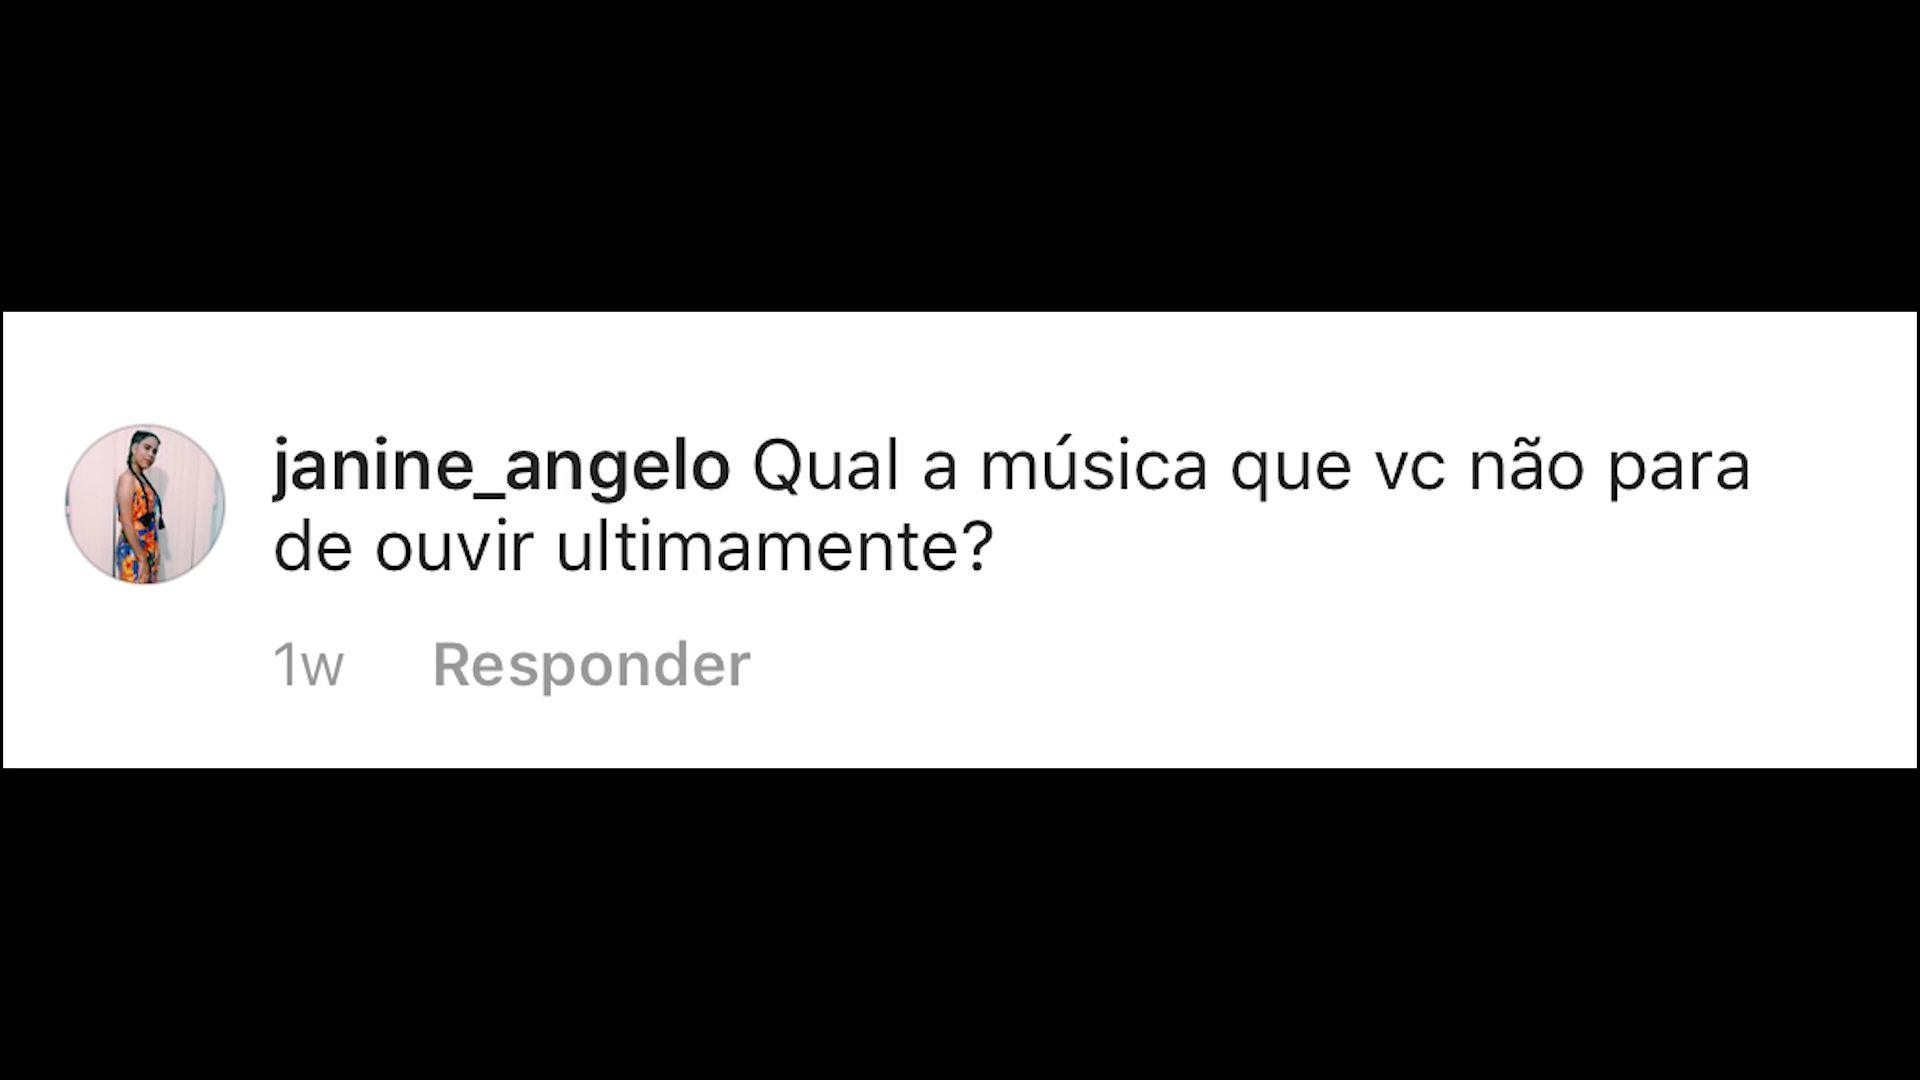 janine_angelo Qual a música que vc não para
de ouvir ultimamente?
1w Responder